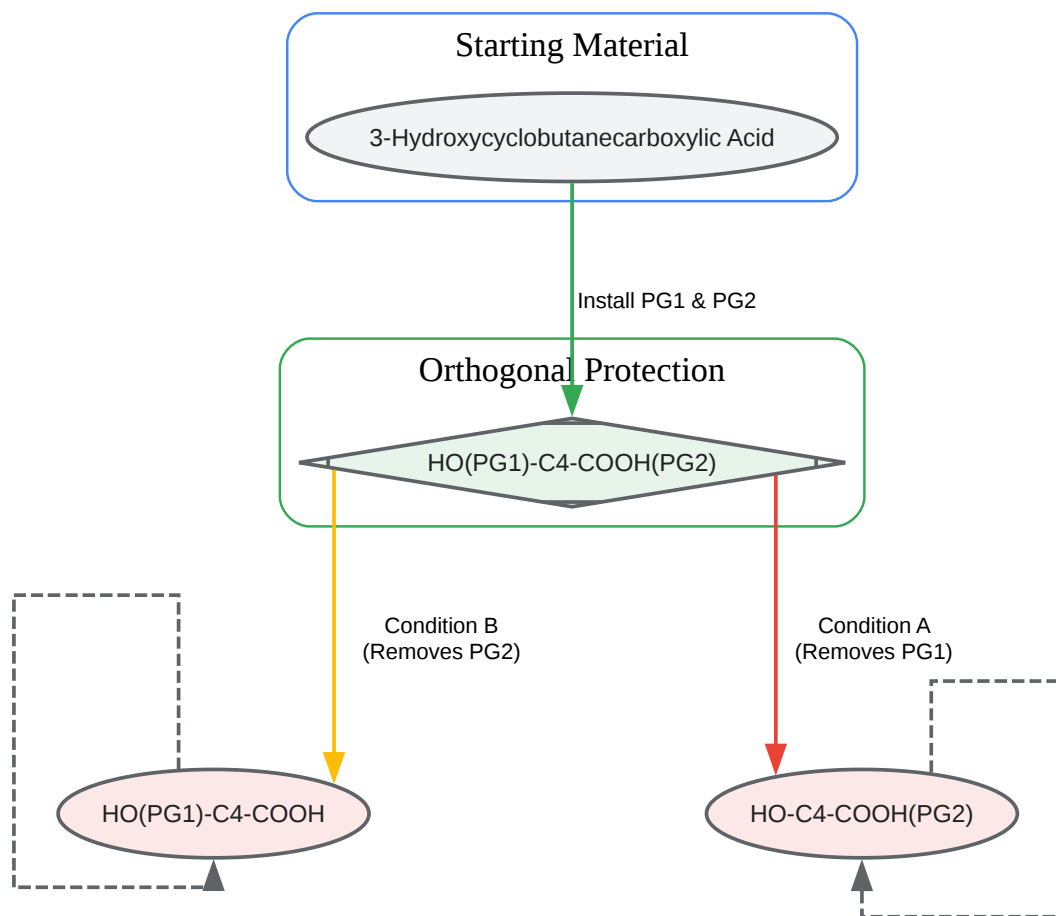 Starting Material
3-Hydroxycyclobutanecarboxylic Acid
Install PG1 & PG2
Orthogonal Protection
HO(PG1)-C4-COOH(PG2)
Condition B
(Removes PG2)
Condition A
(Removes PG1)
HO(PG1)-C4-COOH
HO-C4-COOH(PG2)